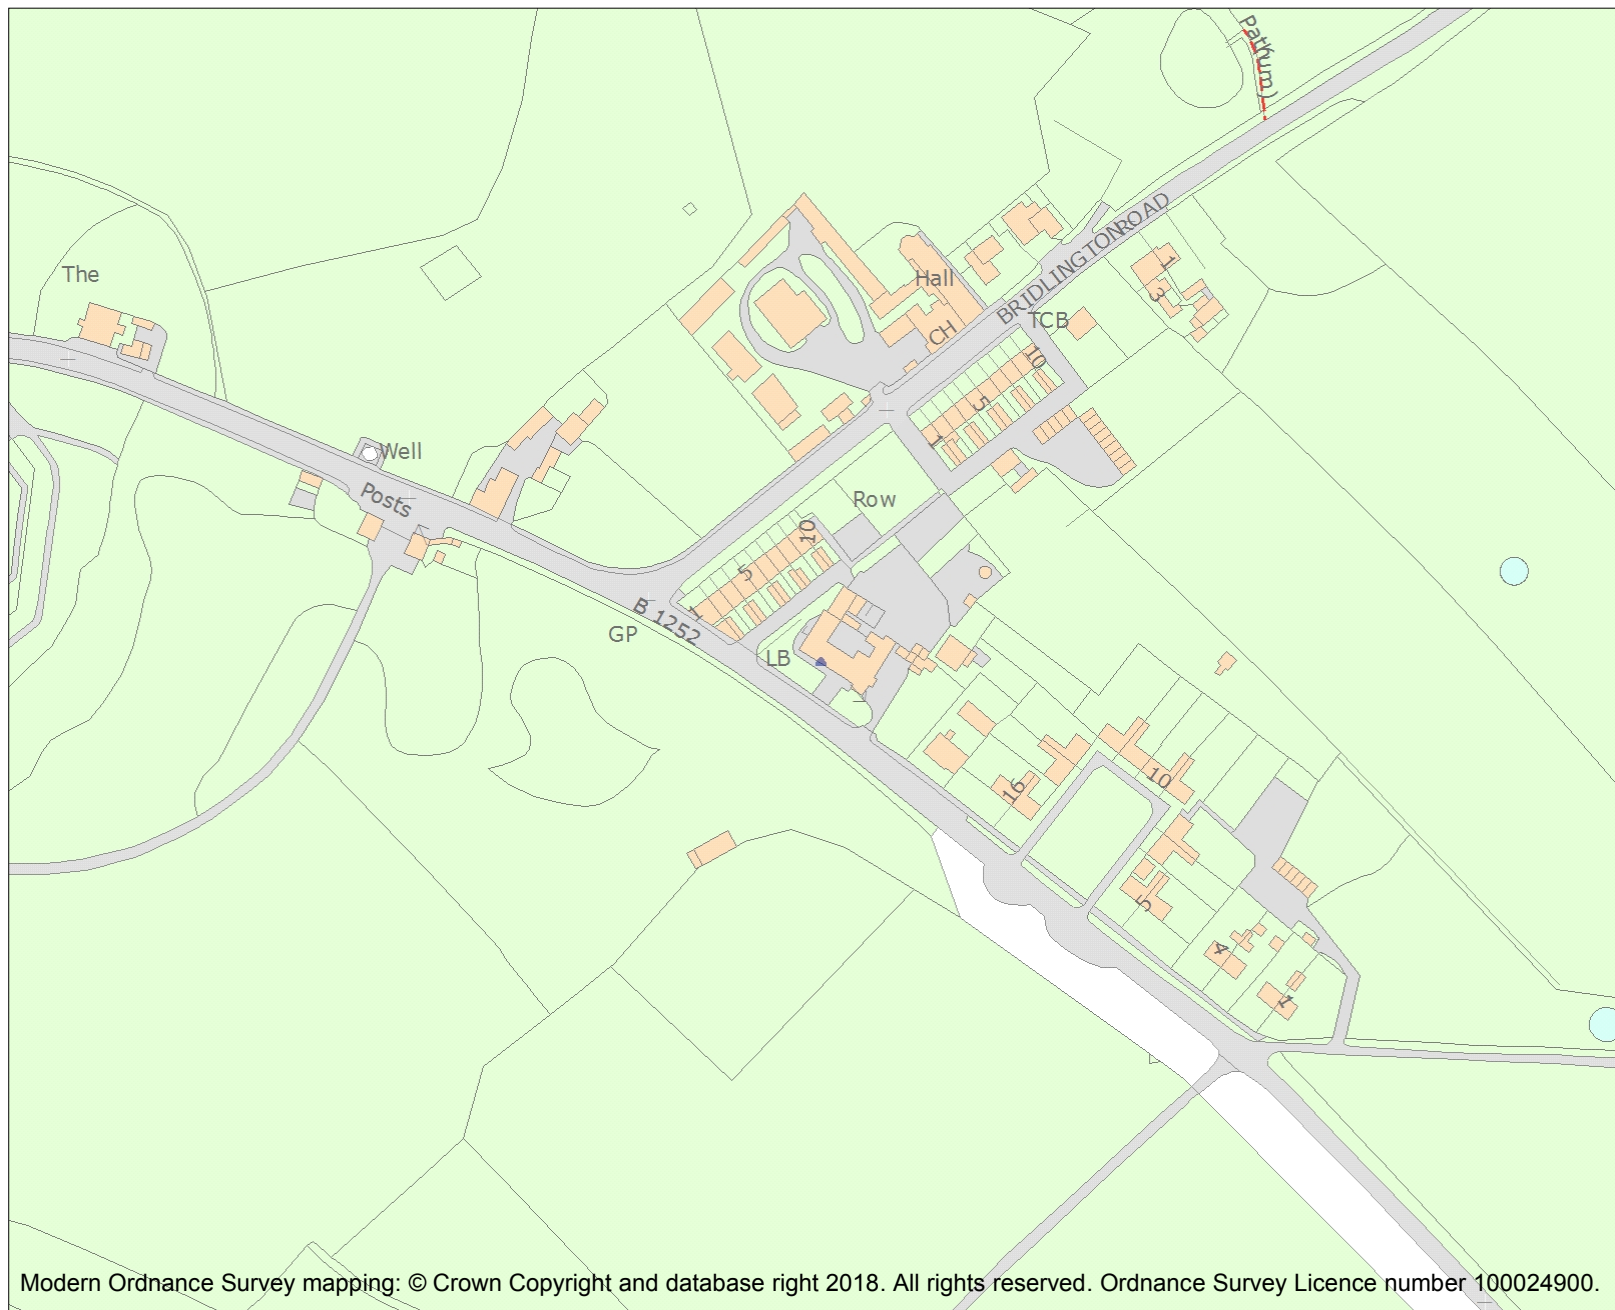 Path(um)
BRIDLINGTON ROAD
The
Hall
1
3
TCB
CH
10
5
1
Well
Posts
Row
10
5
1
B 1252
GP
LB
10
16
5
4
1
Modern Ordnance Survey mapping: © Crown Copyright and database right 2018. All rights reserved. Ordnance Survey Licence number 100024900.